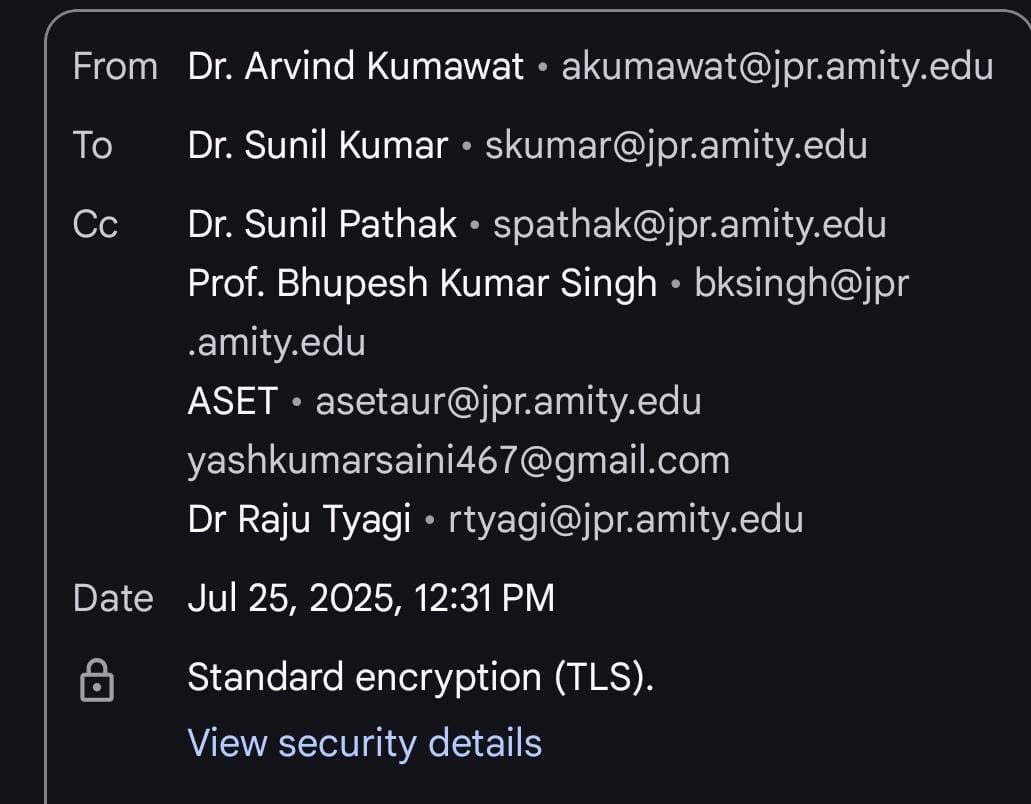 From Dr. Arvind Kumawat • akumawat@jpr.amity.edu
To Dr. Sunil Kumar • skumar@jpr.amity.edu
Cc Dr. Sunil Pathak • spathak@jpr.amity.edu
Prof. Bhupesh Kumar Singh • bksingh@jpr
.amity.edu
ASET • asetaur@jpr.amity.edu
yashkumarsaini467@gmail.com
Dr Raju Tyagi • rtyagi@jpr.amity.edu
Date Jul 25, 2025, 12:31 PM
Standard encryption (TLS).
View security details